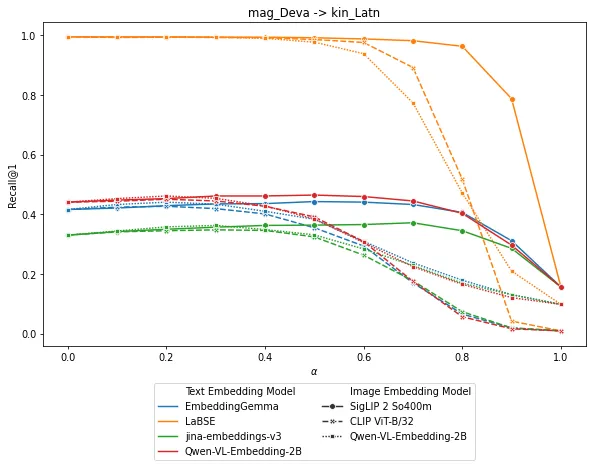 mag_Deva -> kin_Latn
1.0
0.8
0.6
0.4
0.2
0.0
Recall@1
0.0 0.2 0.4 0.6 0.8 1.0
α
Text Embedding Model Image Embedding Model
EmbeddingGemma SigLIP 2 So400m
LaBSE CLIP ViT-B/32
jina-embeddings-v3 Qwen-VL-Embedding-2B
Qwen-VL-Embedding-2B